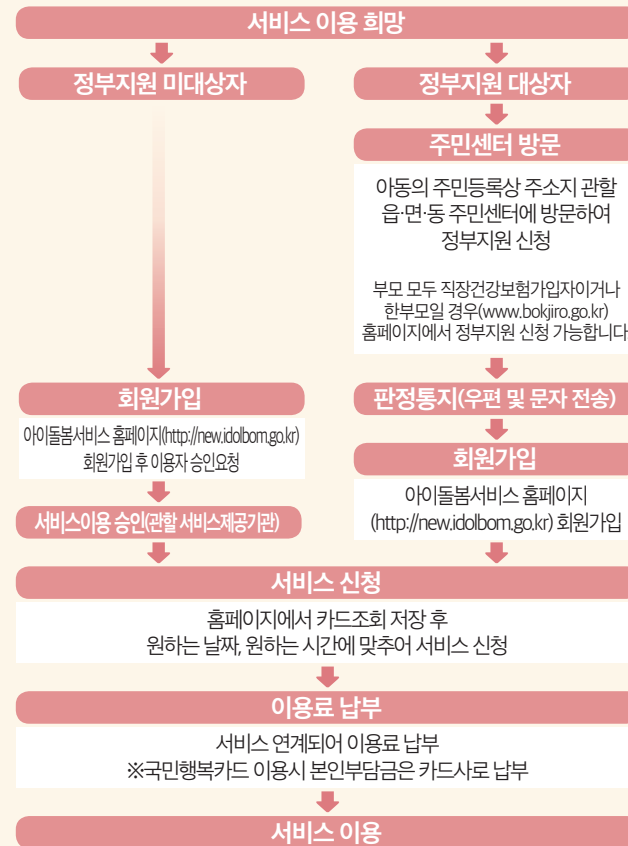 서비스 이용 희망
정부지원 미대상자
정부지원 대상자
주민센터 방문
아동의 주민등록상 주소지 관할
읍·면·동 주민센터에 방문하여
정부지원 신청
부모 모두 직장건강보험가입자이거나
한부모일 경우(www.bokjiro.go.kr)
홈페이지에서 정부지원 신청 가능합니다
회원가입
아이돌봄서비스 홈페이지(http://new.idolbom.go.kr)
회원가입 후 이용자 승인요청
서비스이용 승인(관할 서비스제공기관)
판정통지(우편 및 문자 전송)
회원가입
아이돌봄서비스 홈페이지
(http://new.idolbom.go.kr) 회원가입
서비스 신청
홈페이지에서 카드조회 저장 후
원하는 날짜, 원하는 시간에 맞추어 서비스 신청
이용료 납부
서비스 연계되어 이용료 납부
※국민행복카드 이용시 본인부담금은 카드사로 납부
서비스 이용